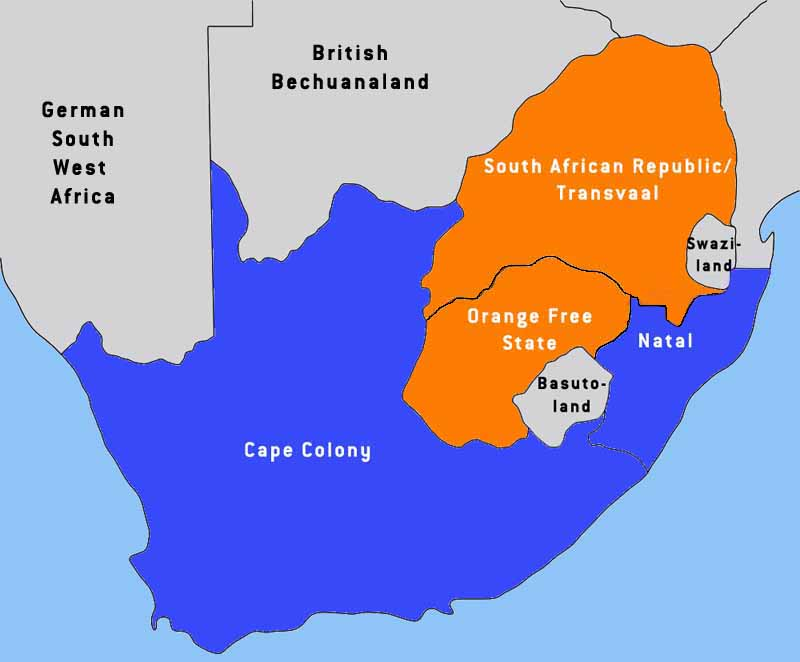 British
Bechuanaland
German
South
West
Africa
South African Republic/
Transvaal
Swazi-
land
Orange Free
State
Natal
Basuto-
land
Cape Colony